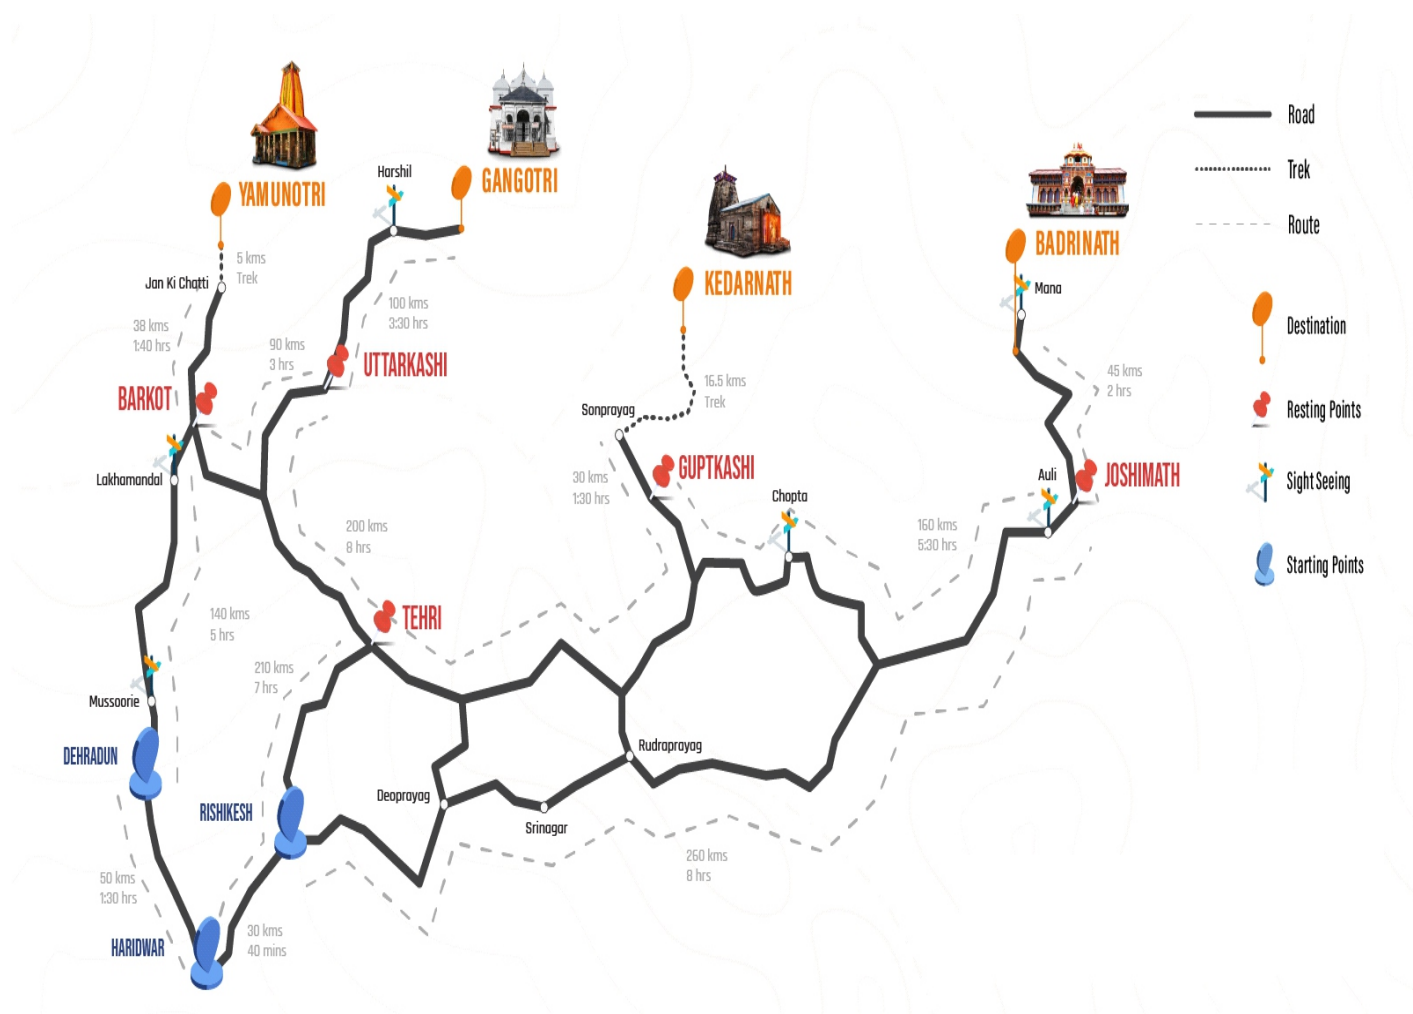 YAMUNOTRI
GANGOTRI
KEDARNATH
BADRINATH
Harshil
Jan Ki Chatti
5 kms
Trek
38 kms
1:40 hrs
90 kms
3 hrs
100 kms
3:30 hrs
BARKOT
UTTARKASHI
Lakhamandal
200 kms
8 hrs
140 kms
5 hrs
210 kms
7 hrs
TEHRI
Mussoorie
DEHRADUN
RISHIKESH
50 kms
1:30 hrs
HARIDWAR
30 kms
40 mins
Deoprayag
Srinagar
Rudraprayag
260 kms
8 hrs
16.5 kms
Trek
Sonprayag
30 kms
1:30 hrs
GUPTKASHI
Chopta
160 kms
5:30 hrs
Auli
JOSHIMATH
45 kms
2 hrs
Mana
Road
Trek
Route
Destination
Resting Points
Sight Seeing
Starting Points